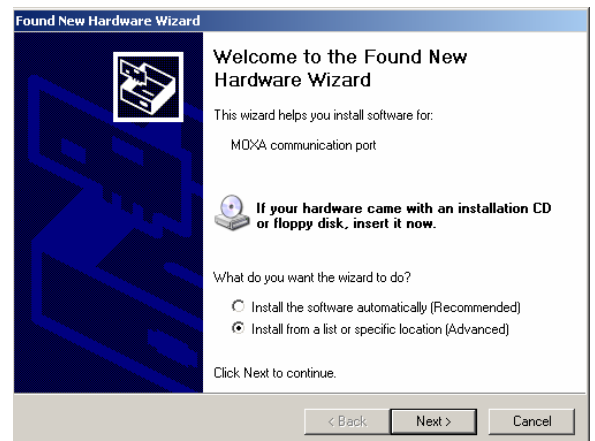 Found New Hardware Wizard
Welcome to the Found New
Hardware Wizard
This wizard helps you install software for:
MOXA communication port
If your hardware came with an installation CD
or floppy disk, insert it now.
What do you want the wizard to do?
Install the software automatically (Recommended)
Install from a list or specific location (Advanced)
Click Next to continue.
< Back Next > Cancel